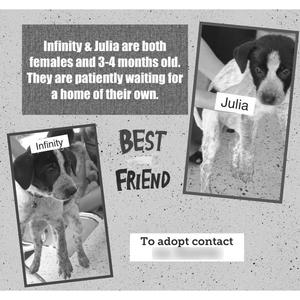 Infinity & Julia are both
females and 3-4 months old.
They are patiently waiting for
a home of their own.
Julia
Infinity
BEST
FRIEND
To adopt contact